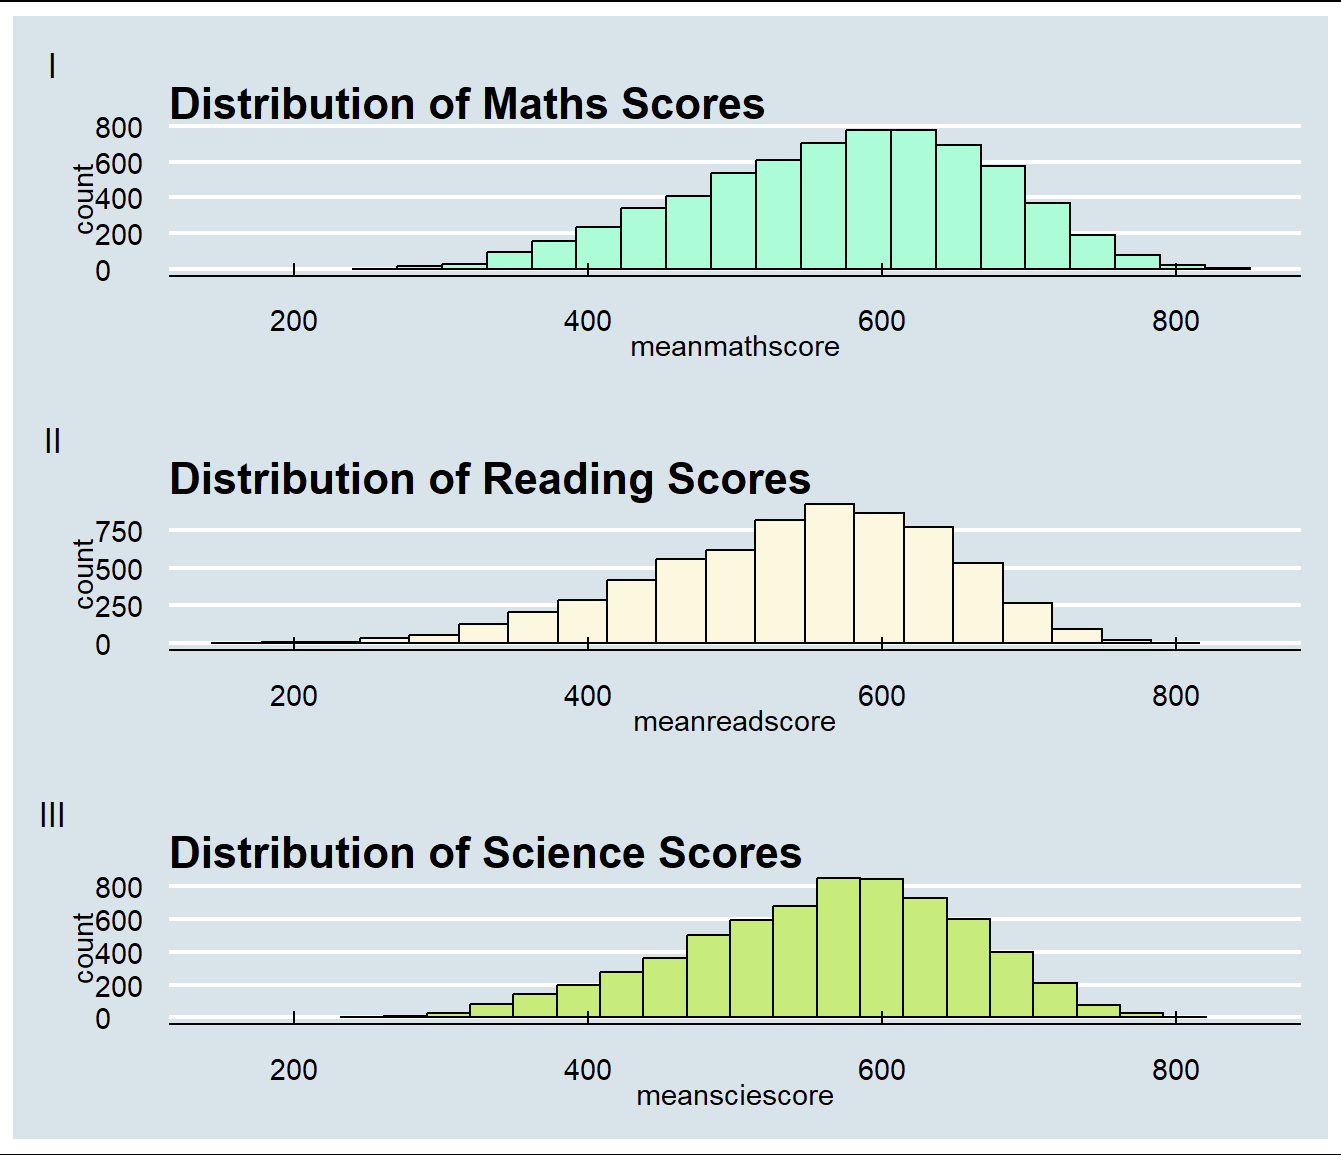 I
Distribution of Maths Scores
800
600
400
200
0
count
200 400 600 800
meanmathscore
II
Distribution of Reading Scores
750
500
250
0
count
200 400 600 800
meanreadscore
III
Distribution of Science Scores
800
600
400
200
0
count
200 400 600 800
meansciescore